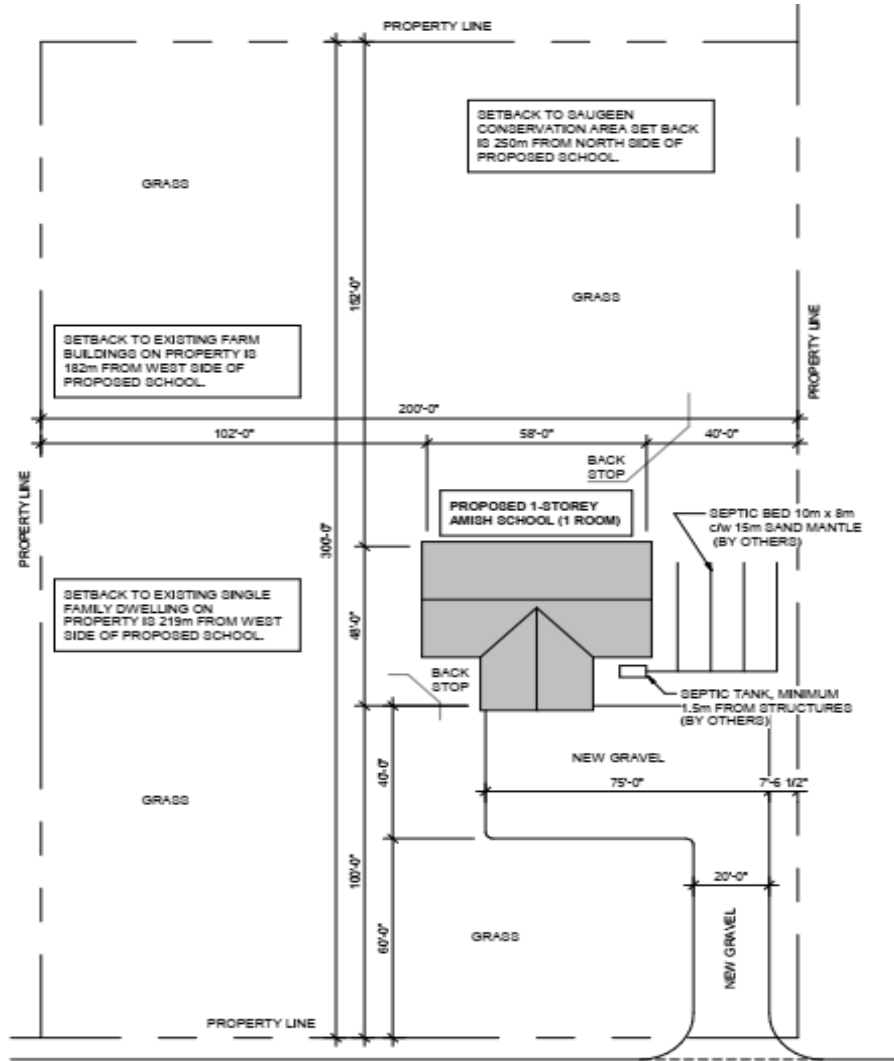 PROPERTY LINE
SETBACK TO SAUGEEN
CONSERVATION AREA SET BACK
IS 250m FROM NORTH SIDE OF
PROPOSED SCHOOL.
GRASS
GRASS
152'-0"
PROPERTY LINE
SETBACK TO EXISTING FARM
BUILDINGS ON PROPERTY IS
182m FROM WEST SIDE OF
PROPOSED SCHOOL.
200'-0"
102'-0"
58'-0"
40'-0"
BACK
STOP
PROPERTY LINE
300'-0"
PROPOSED 1-STOREY
AMISH SCHOOL (1 ROOM)
SEPTIC BED 10m x 8m
c/w 15m SAND MANTLE
(BY OTHERS)
SETBACK TO EXISTING SINGLE
FAMILY DWELLING ON
PROPERTY IS 219m FROM WEST
SIDE OF PROPOSED SCHOOL.
48'-0"
BACK
STOP
SEPTIC TANK, MINIMUM
1.5m FROM STRUCTURES
(BY OTHERS)
NEW GRAVEL
40'-0"
75'-0"
7'-6 1/2"
GRASS
100'-0"
20'-0"
60'-0"
GRASS
NEW GRAVEL
PROPERTY LINE